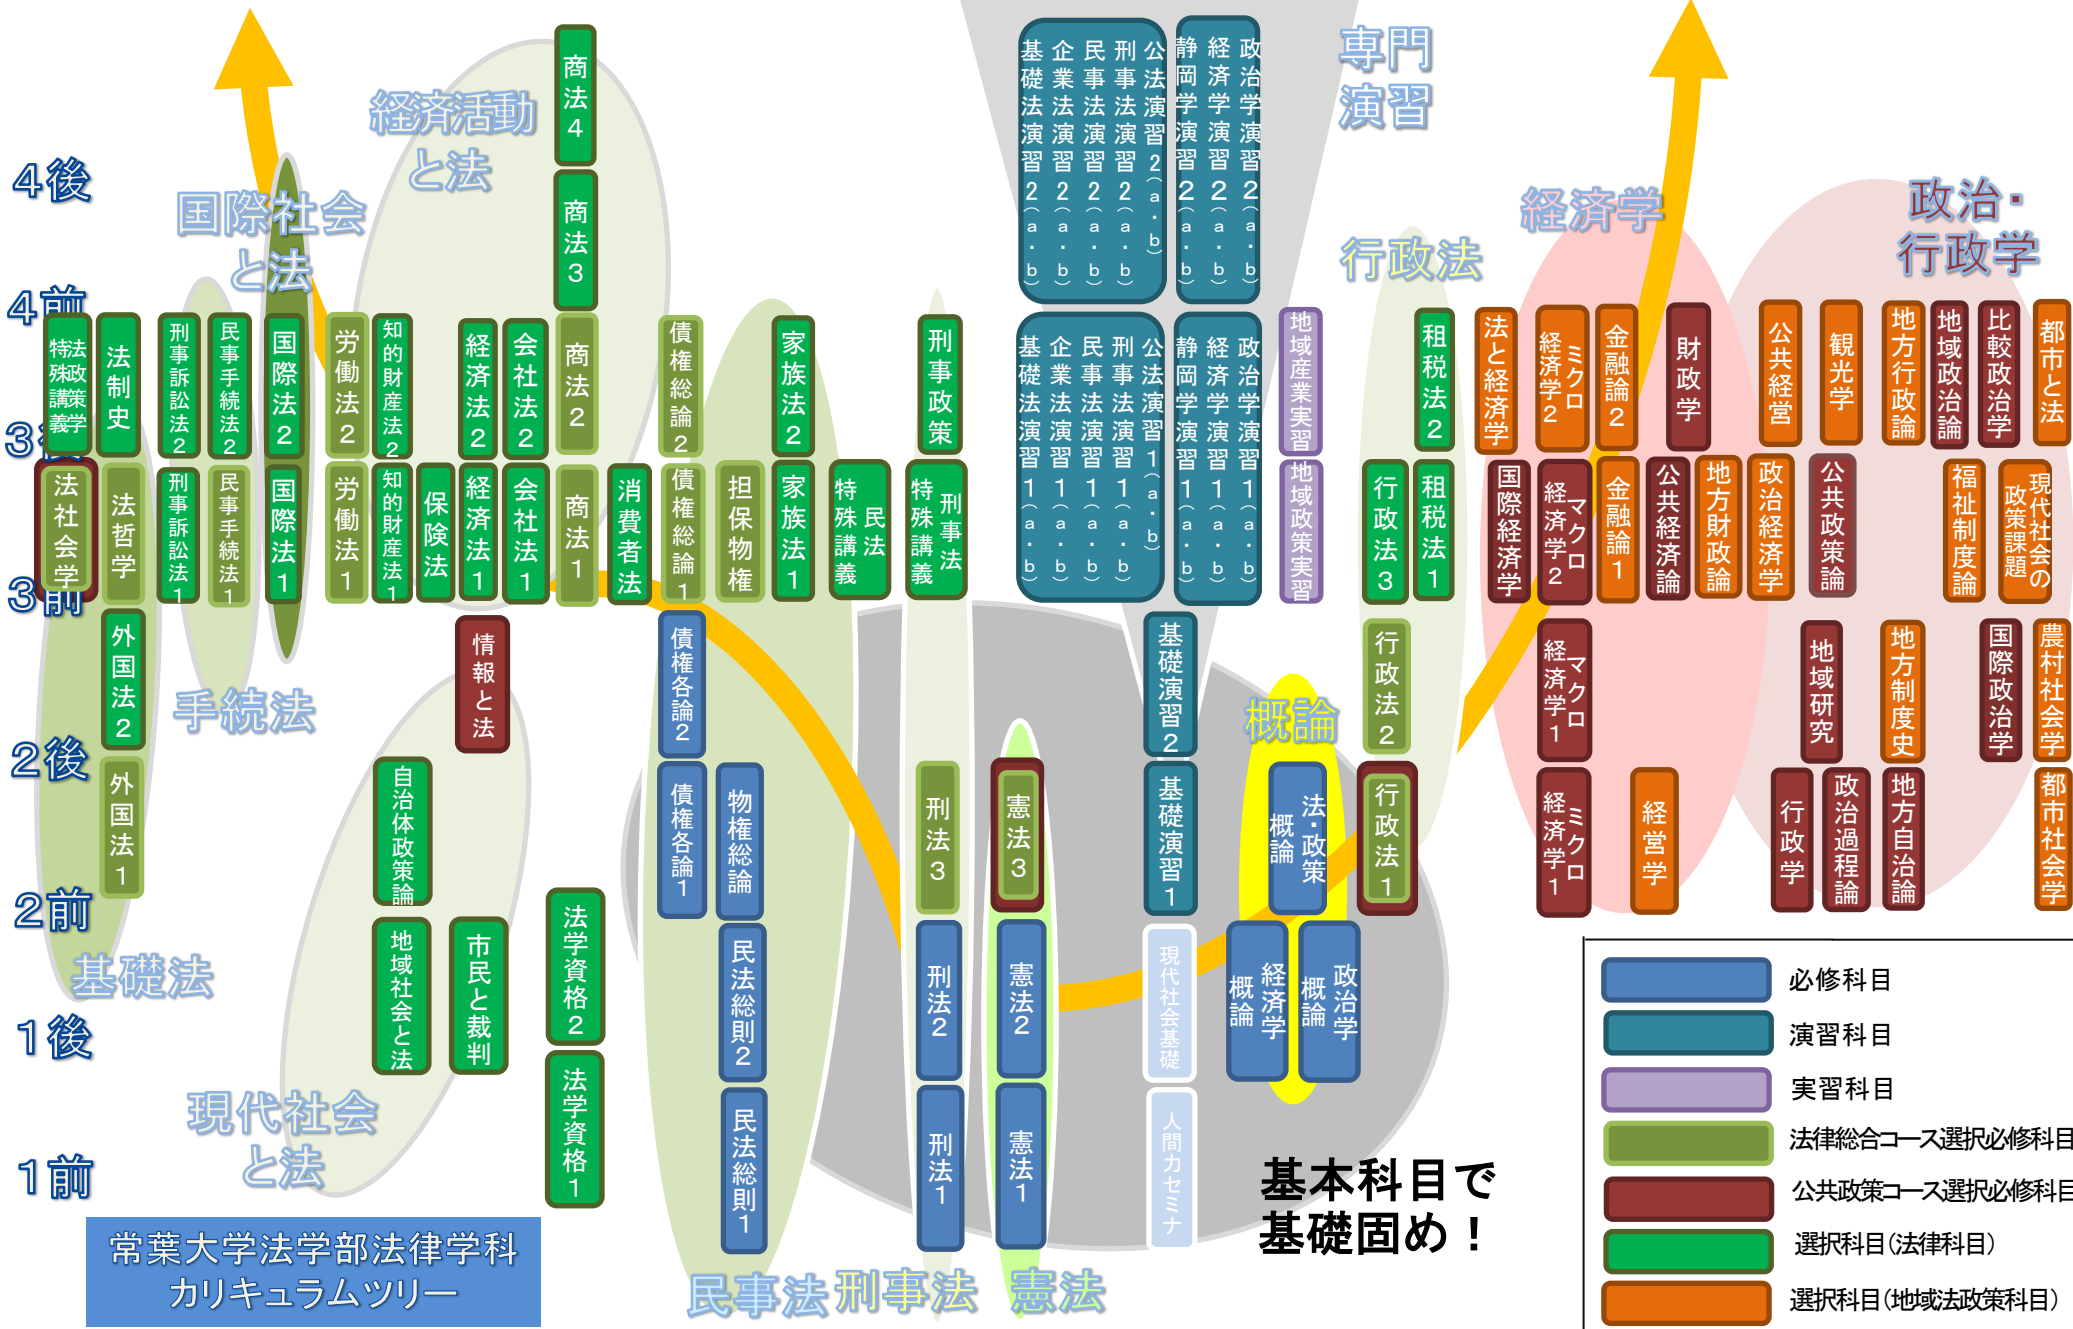 専門
演習
経済活動
と法
国際社会
と法
経済学
政治・
行政学
行政法
4後
4前
3後
3前
2後
2前
1後
1前
商法4
商法3
基礎法演習2(a・b)
企業法演習2(a・b)
民事法演習2(a・b)
刑事法演習2(a・b)
公法演習2(a・b)
静岡学演習2(a・b)
経済学演習2(a・b)
政治学演習2(a・b)
法政策学
特殊講義
法制史
刑事訴訟法2
民事手続法2
国際法2
労働法2
知的財産法2
経済法2
会社法2
商法2
債権総論2
家族法2
刑事政策
基礎法演習1(a・b)
企業法演習1(a・b)
民事法演習1(a・b)
刑事法演習1(a・b)
公法演習1(a・b)
静岡学演習1(a・b)
経済学演習1(a・b)
政治学演習1(a・b)
地域産業実習
租税法2
法と経済学
ミクロ
経済学2
金融論2
財政学
公共経営
観光学
地方行政論
地域政治論
比較政治学
都市と法
法社会学
法哲学
刑事訴訟法1
民事手続法1
国際法1
労働法1
知的財産法1
保険法
経済法1
会社法1
商法1
消費者法
債権総論1
担保物権
家族法1
民法
特殊講義
刑事法
特殊講義
地域政策実習
行政法3
租税法1
国際経済学
マクロ
経済学2
金融論1
公共経済論
地方財政論
政治経済学
公共政策論
福祉制度論
現代社会の
政策課題
外国法2
情報と法
債権各論2
基礎演習2
行政法2
マクロ
経済学1
地域研究
地方制度史
国際政治学
農村社会学
手続法
概論
外国法1
自治体政策論
債権各論1
物権総論
刑法3
憲法3
基礎演習1
法・政策
概論
行政法1
ミクロ
経済学1
経営学
行政学
政治過程論
地方自治論
都市社会学
基礎法
地域社会と法
市民と裁判
法学資格2
民法総則2
刑法2
憲法2
現代社会基礎
経済学
概論
政治学
概論
現代社会
と法
法学資格1
民法総則1
刑法1
憲法1
人間力セミナ
基本科目で
基礎固め！
民事法
刑事法
憲法
常葉大学法学部法律学科
カリキュラムツリー
必修科目
演習科目
実習科目
法律総合コース選択必修科目
公共政策コース選択必修科目
選択科目(法律科目)
選択科目(地域法政策科目)